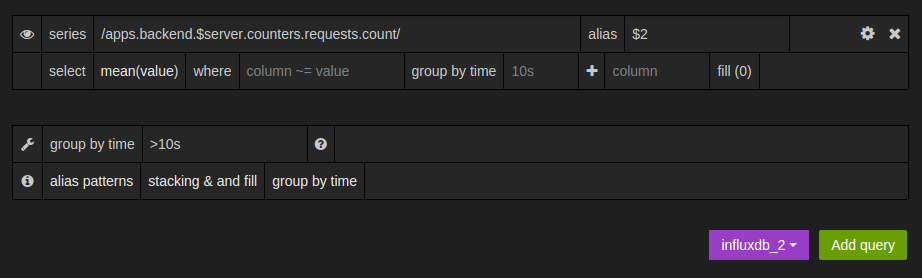 series /apps.backend.$server.counters.requests.count/ alias $2
select mean(value) where column ~= value group by time 10s column fill (0)
group by time >10s
alias patterns stacking & and fill group by time
influxdb_2 Add query